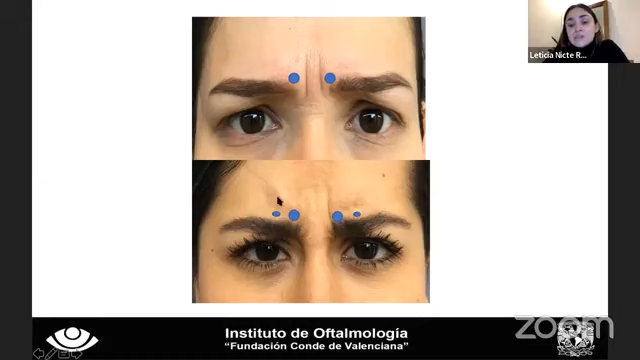 Leticia Nicte R...
Instituto de Oftalmología
“Fundación Conde de Valenciana”
zoom